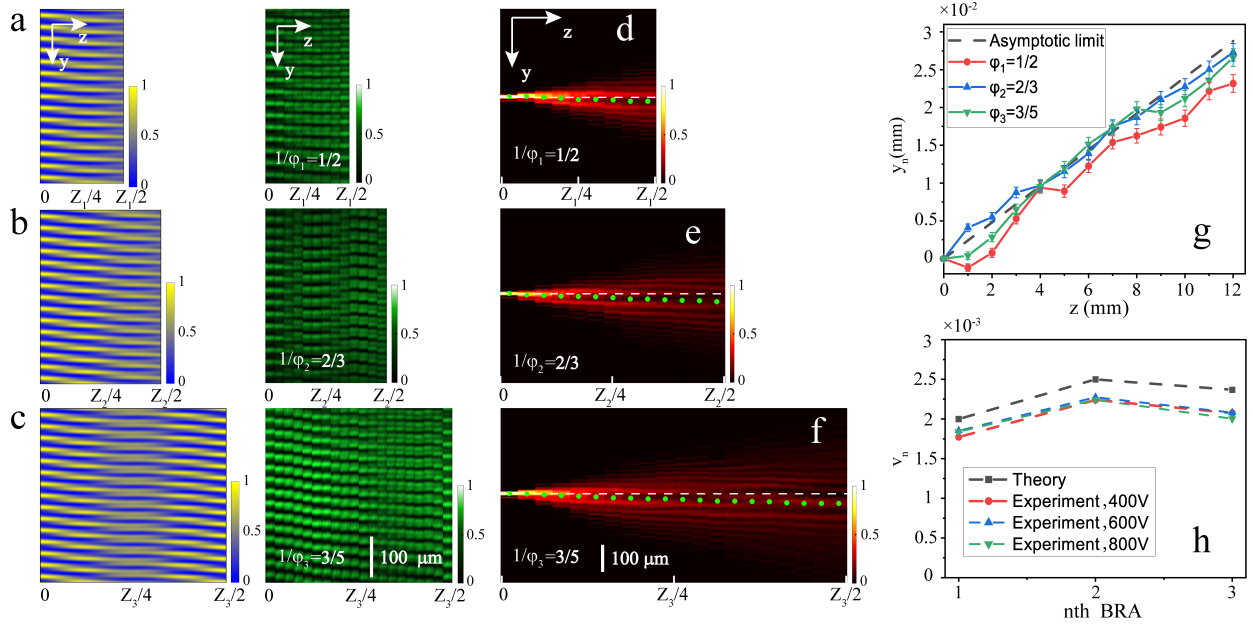 a
z
y
1
0.5
0
0
Z₁/4
Z₁/2
z
y
1/φ₁=1/2
1
0.5
0
0
Z₁/4
Z₁/2
d
z
y
1/φ₁=1/2
1
0.5
0
0
Z₁/4
Z₁/2
b
1
0.5
0
0
Z₂/4
Z₂/2
1/φ₂=2/3
1
0.5
0
0
Z₂/4
Z₂/2
e
1/φ₂=2/3
1
0.5
0
0
Z₂/4
Z₂/2
c
1
0.5
0
0
Z₃/4
Z₃/2
1/φ₃=3/5
100 μm
1
0.5
0
0
Z₃/4
Z₃/2
f
1/φ₃=3/5
100 μm
1
0.5
0
0
Z₃/4
Z₃/2
×10⁻²
3
2.5
2
1.5
1
0.5
0
yₙ(mm)
Asymptotic limit
φ₁=1/2
φ₂=2/3
φ₃=3/5
g
0 2 4 6 8 10 12
z (mm)
×10⁻³
3
2.5
2
1.5
1
0.5
0
vₙ
Theory
Experiment,400V
Experiment,600V
Experiment,800V
h
1 2 3
nth BRA